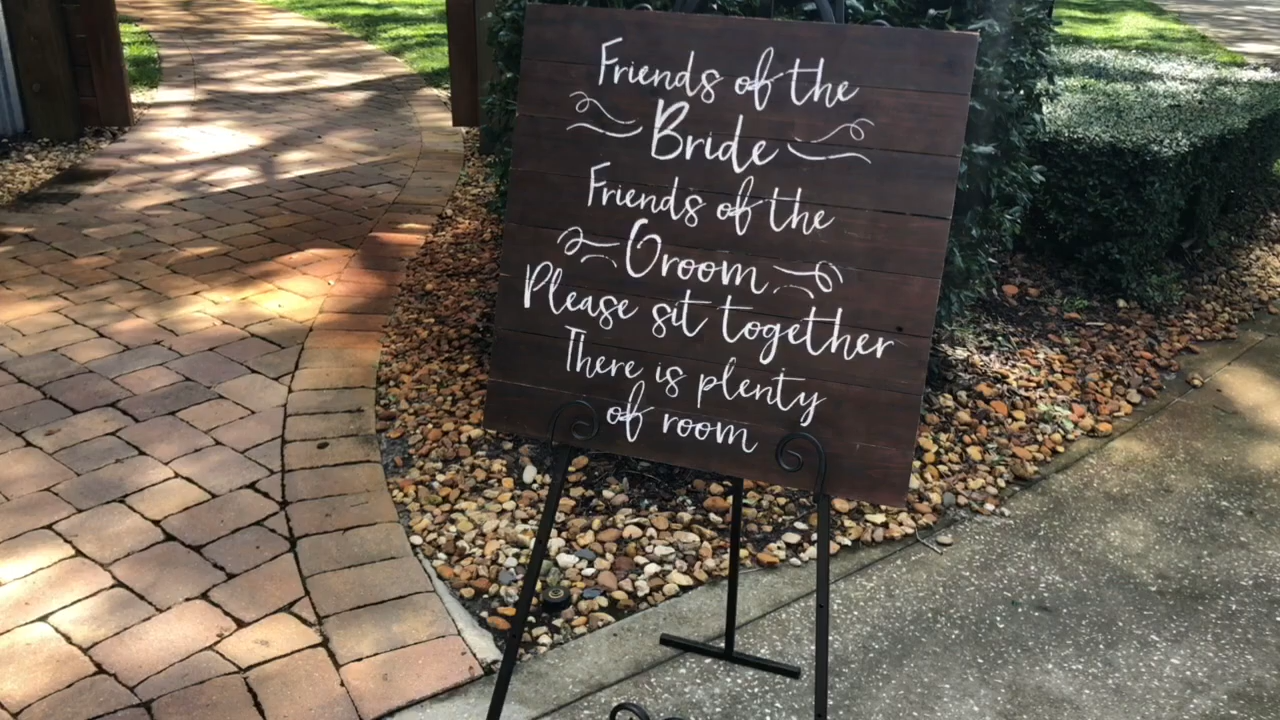 Friends of the
Bride
Friends of the
Groom
Please sit together
There is plenty
of room